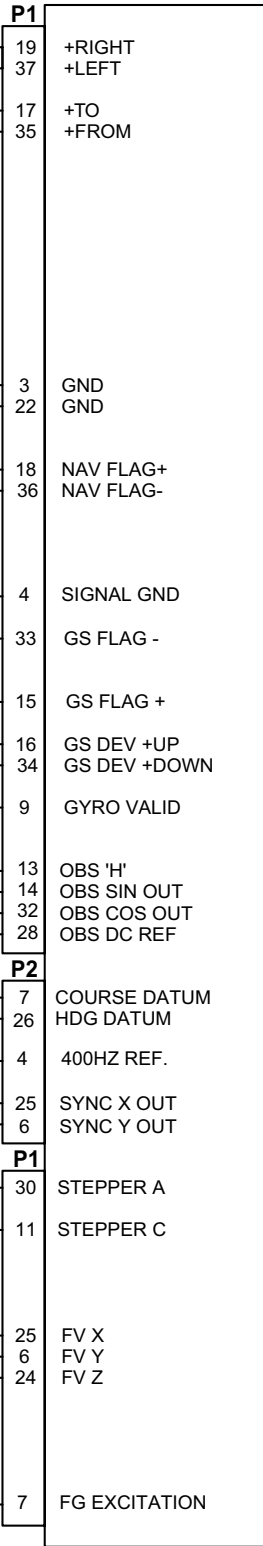 P1
19 +RIGHT
37 +LEFT
17 +TO
35 +FROM
3 GND
22 GND
18 NAV FLAG+
36 NAV FLAG-
4 SIGNAL GND
33 GS FLAG -
15 GS FLAG +
16 GS DEV +UP
34 GS DEV +DOWN
9 GYRO VALID
13 OBS 'H'
14 OBS SIN OUT
32 OBS COS OUT
28 OBS DC REF
P2
7 COURSE DATUM
26 HDG DATUM
4 400HZ REF.
25 SYNC X OUT
6 SYNC Y OUT
P1
30 STEPPER A
11 STEPPER C
25 FV X
6 FV Y
24 FV Z
7 FG EXCITATION